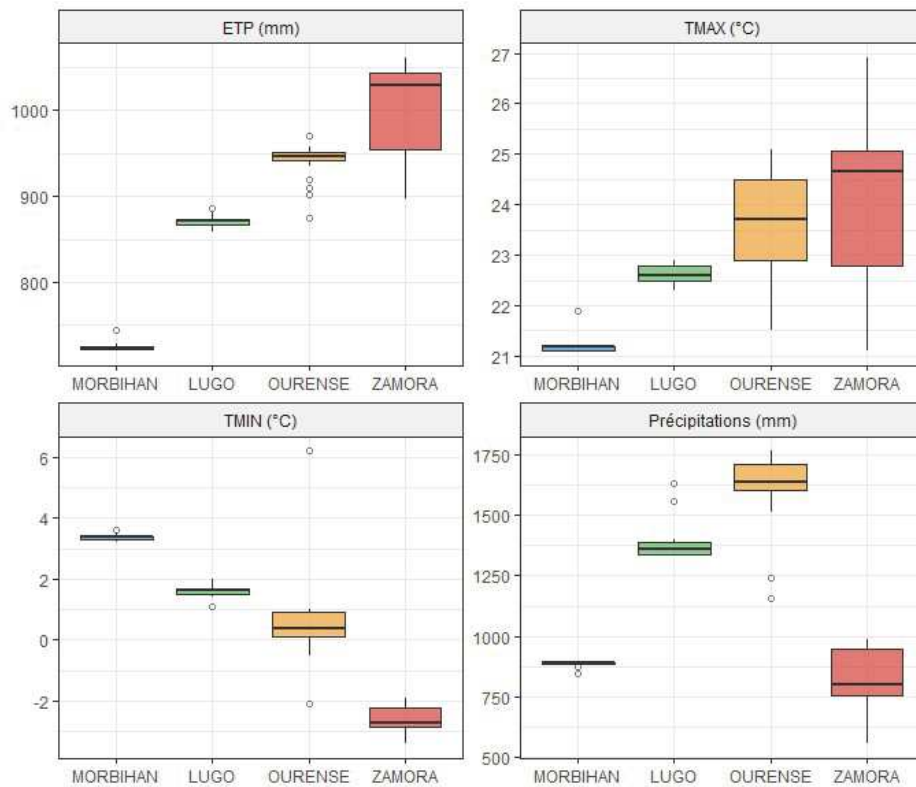 ETP (mm)
1000
900
800
MORBIHAN LUGO OURENSE ZAMORA
TMAX (°C)
27
26
25
24
23
22
21
MORBIHAN LUGO OURENSE ZAMORA
TMIN (°C)
6
4
2
0
-2
MORBIHAN LUGO OURENSE ZAMORA
Précipitations (mm)
1750
1500
1250
1000
750
500
MORBIHAN LUGO OURENSE ZAMORA